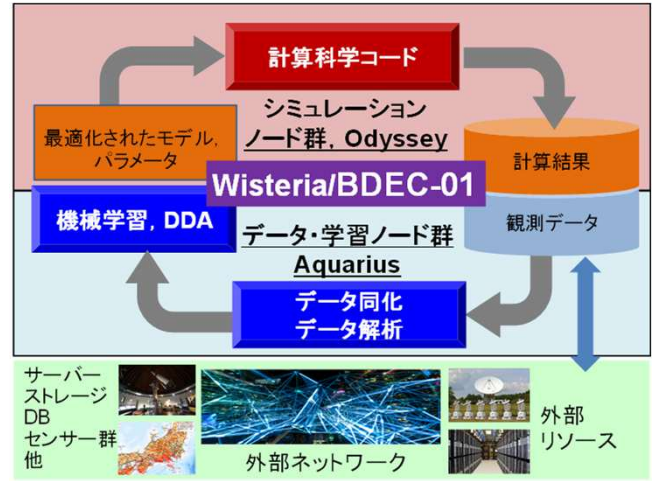 計算科学コード
シミュレーション
ノード群, Odyssey
最適化されたモデル,
パラメータ
計算結果
Wisteria/BDEC-01
機械学習, DDA
データ・学習ノード群
Aquarius
観測データ
データ同化
データ解析
サーバー
ストレージ
DB
センサー群
他
外部ネットワーク
外部
リソース